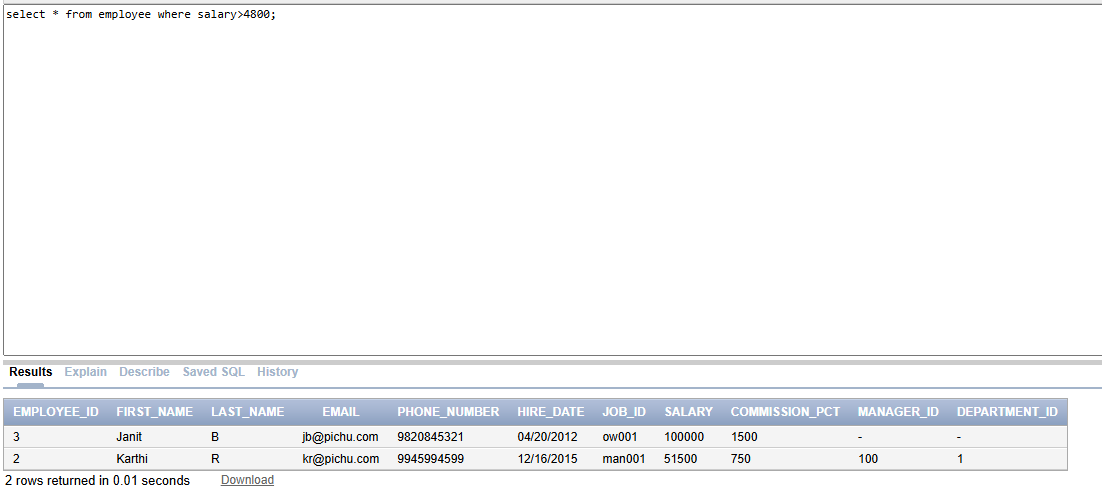 select * from employee where salary>4800;
Results Explain Describe Saved SQL History
EMPLOYEE_ID FIRST_NAME LAST_NAME EMAIL PHONE_NUMBER HIRE_DATE JOB_ID SALARY COMMISSION_PCT MANAGER_ID DEPARTMENT_ID
3 Janit B jb@pichu.com 9820845321 04/20/2012 ow001 100000 1500 - -
2 Karthi R kr@pichu.com 9945994599 12/16/2015 man001 51500 750 100 1
2 rows returned in 0.01 seconds Download